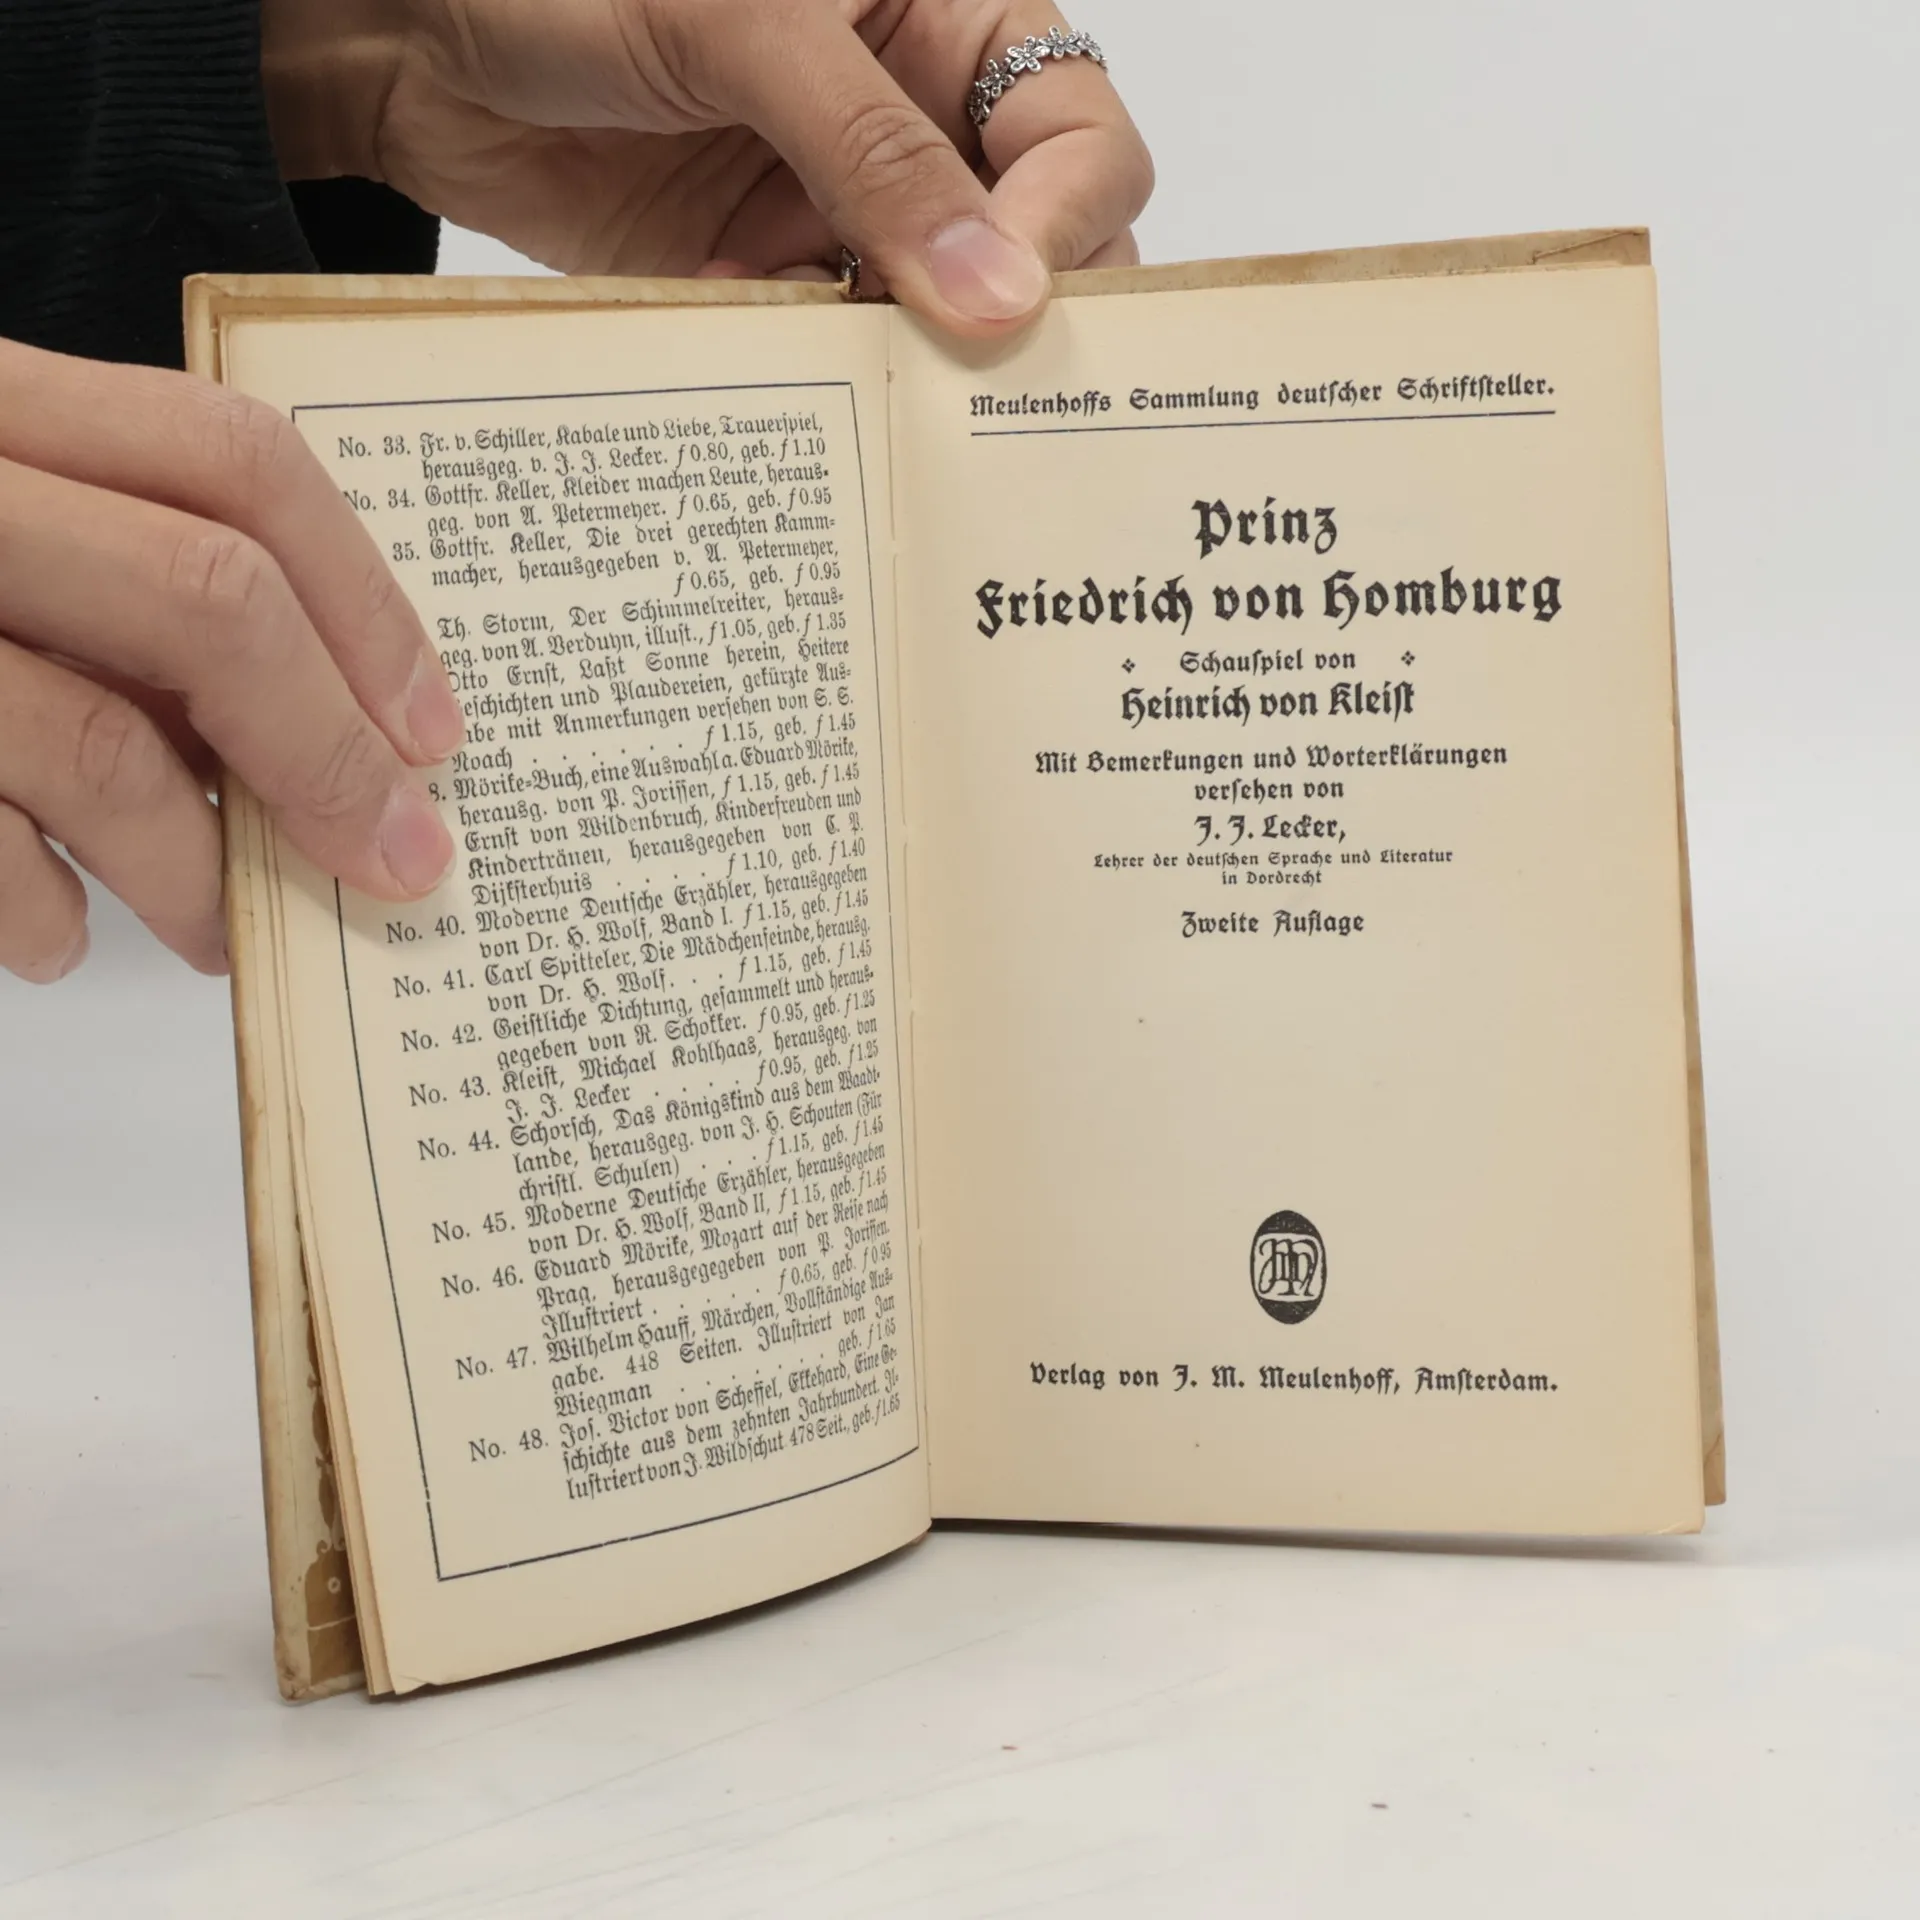 No. 33. Fr. v. Schiller, Kabale und Liebe, Trauerspiel,
herausgeg. v. J. J. Lecker. f 0.80, geb. f 1.10
No. 34. Gottfr. Keller, Kleider machen Leute, heraus-
geg. von A. Petermeyer. f 0.65, geb. f 0.95
35. Gottfr. Keller, Die drei gerechten Kamm-
macher, herausgegeben v. A. Petermeyer,
f 0.65, geb. f 0.95
Th. Storm, Der Schimmelreiter, heraus-
geg. von A. Verduyn, illust., f 1.05, geb. f 1.35
Otto Ernst, Laßt Sonne herein, Heitere
eschichten und Plaudereien, gekürzte Aus-
abe mit Anmerkungen versehen von S. S.
Noach . . . . . f 1.15, geb. f 1.45
8. Mörike-Buch, eine Auswahl a. Eduard Mörike,
herausg. von P. Jorissen, f 1.15, geb. f 1.45
Ernst von Wildenbruch, Kinderfreuden und
Kindertränen, herausgegeben von C. P.
Dijksterhuis . . . . f 1.10, geb. f 1.40
No. 40. Moderne Deutsche Erzähler, herausgegeben
von Dr. H. Wolf, Band I. f 1.15, geb. f 1.45
No. 41. Carl Spitteler, Die Mädchenfeinde, herausg.
von Dr. H. Wolf. . . f 1.15, geb. f 1.45
No. 42. Geistliche Dichtung, gesammelt und heraus-
gegeben von R. Schokker. f 0.95, geb. f 1.25
No. 43. Kleist, Michael Kohlhaas, herausgeg. von
J. J. Lecker . . . . f 0.95, geb. f 1.25
No. 44. Schorsch, Das Königskind aus dem Waadt-
lande, herausgeg. von J. H. Schouten (Für
christl. Schulen) . . . f 1.15, geb. f 1.45
No. 45. Moderne Deutsche Erzähler, herausgegeben
von Dr. H. Wolf, Band II, f 1.15, geb. f 1.45
No. 46. Eduard Mörike, Mozart auf der Reise nach
Prag, herausgegegeben von P. Jorissen.
Illustriert . . . . . f 0.65, geb. f 0.95
No. 47. Wilhelm Hauff, Märchen, Vollständige Aus-
gabe. 448 Seiten. Illustriert von Jan
Wiegman . . . . . . geb. f 1.65
No. 48. Jos. Victor von Scheffel, Ekkehard, Eine Ge-
schichte aus dem zehnten Jahrhundert. Il-
lustriert von J. Wildschut 478 Seit., geb. f 1.65
Meulenhoffs Sammlung deutscher Schriftsteller.
Prinz
Friedrich von Homburg
Schauspiel von
Heinrich von Kleist
Mit Bemerkungen und Worterklärungen
versehen von
J. J. Lecker,
Lehrer der deutschen Sprache und Literatur
in Dordrecht
Zweite Auflage
JMM
Verlag von J. M. Meulenhoff, Amsterdam.